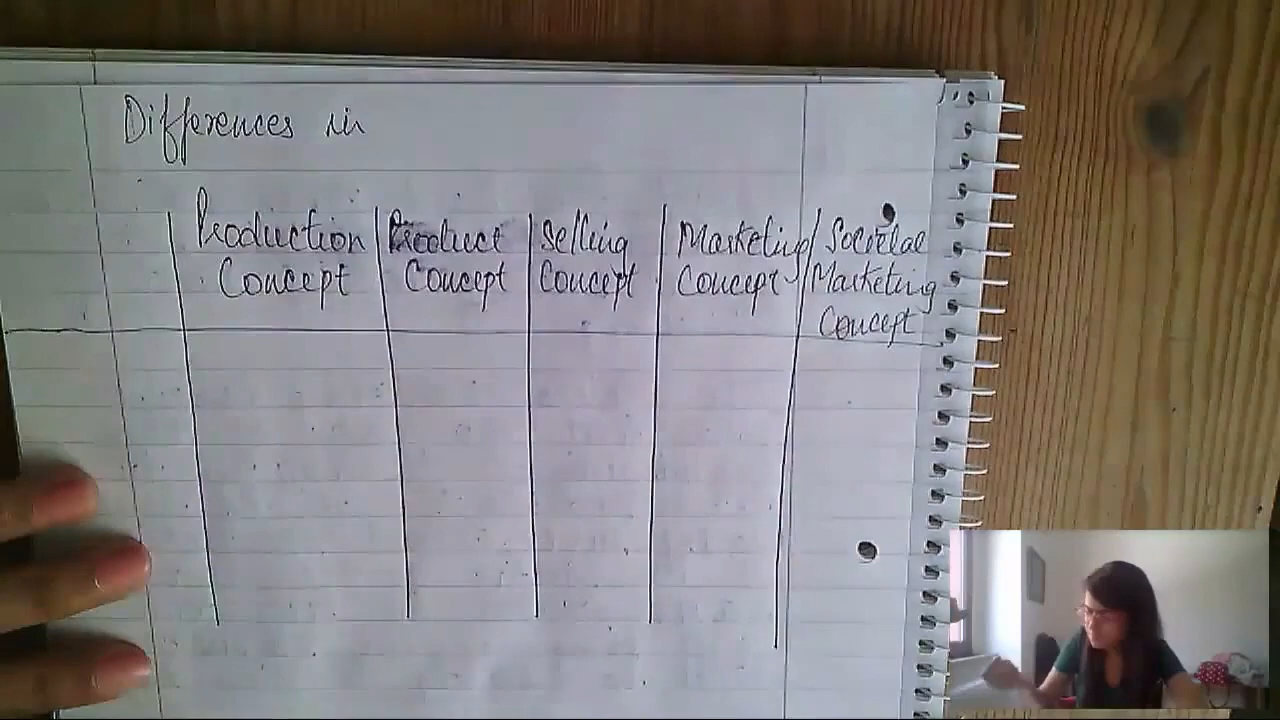 Differences in
Production Product Selling Marketing Societal
Concept Concept Concept Concept Marketing
Concept